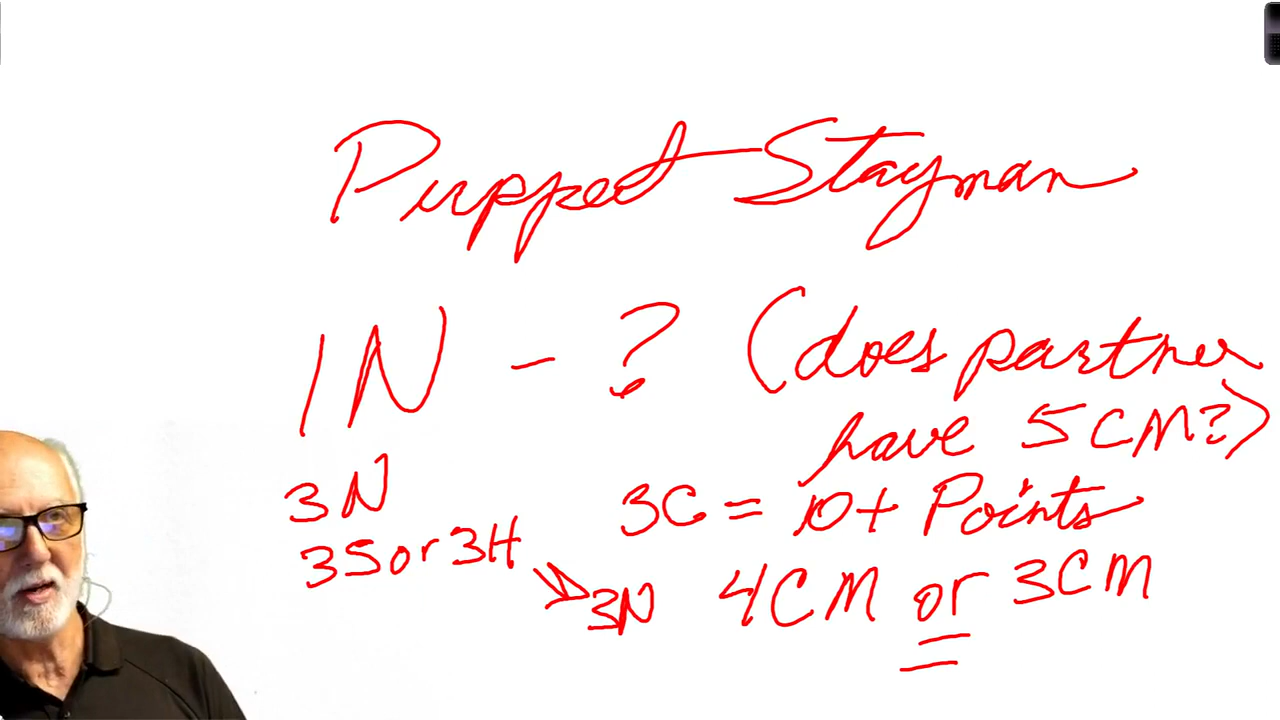 Puppet Stayman
1N - ? (does partner
have 5CM?)
3N
3C = 10+ Points
3S or 3H
3N
4CM or 3CM